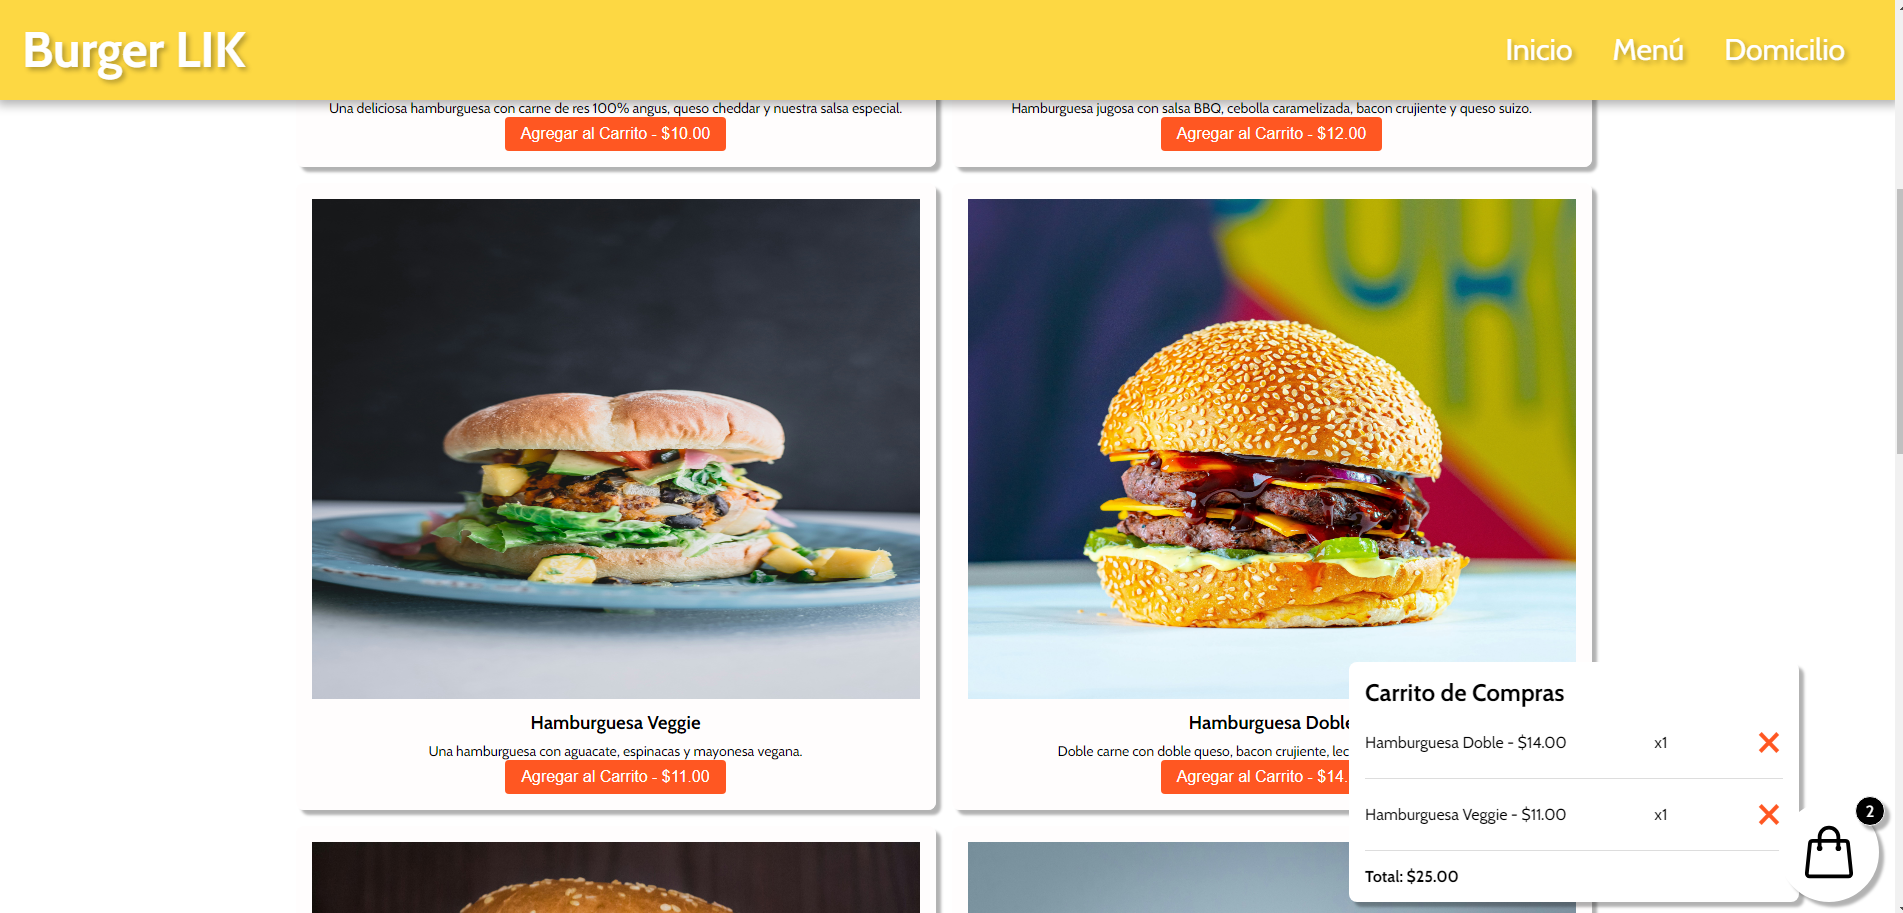 Burger LIK
Inicio Menú Domicilio
Una deliciosa hamburguesa con carne de res 100% angus, queso cheddar y nuestra salsa especial.
Agregar al Carrito - $10.00
Hamburguesa jugosa con salsa BBQ, cebolla caramelizada, bacon crujiente y queso suizo.
Agregar al Carrito - $12.00
Hamburguesa Veggie
Una hamburguesa con aguacate, espinacas y mayonesa vegana.
Agregar al Carrito - $11.00
Hamburguesa Doble
Doble carne con doble queso, bacon crujiente,
Agregar al Carrito - $14.
Carrito de Compras
Hamburguesa Doble - $14.00 x1
Hamburguesa Veggie - $11.00 x1
Total: $25.00
2